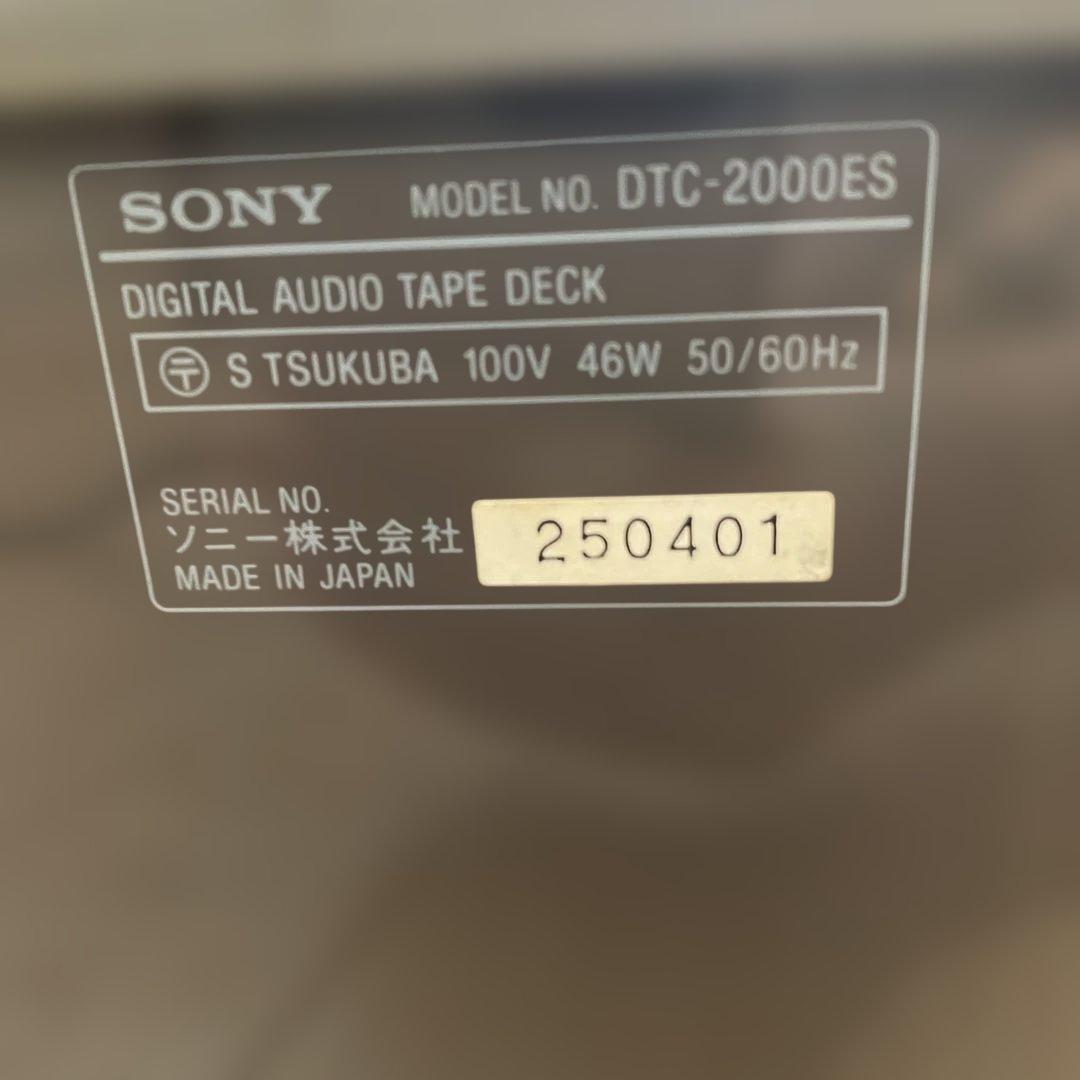 SONY MODEL NO. DTC-2000ES
DIGITAL AUDIO TAPE DECK
〶 S TSUKUBA 100V 46W 50/60Hz
SERIAL NO.
ソニー株式会社 250401
MADE IN JAPAN